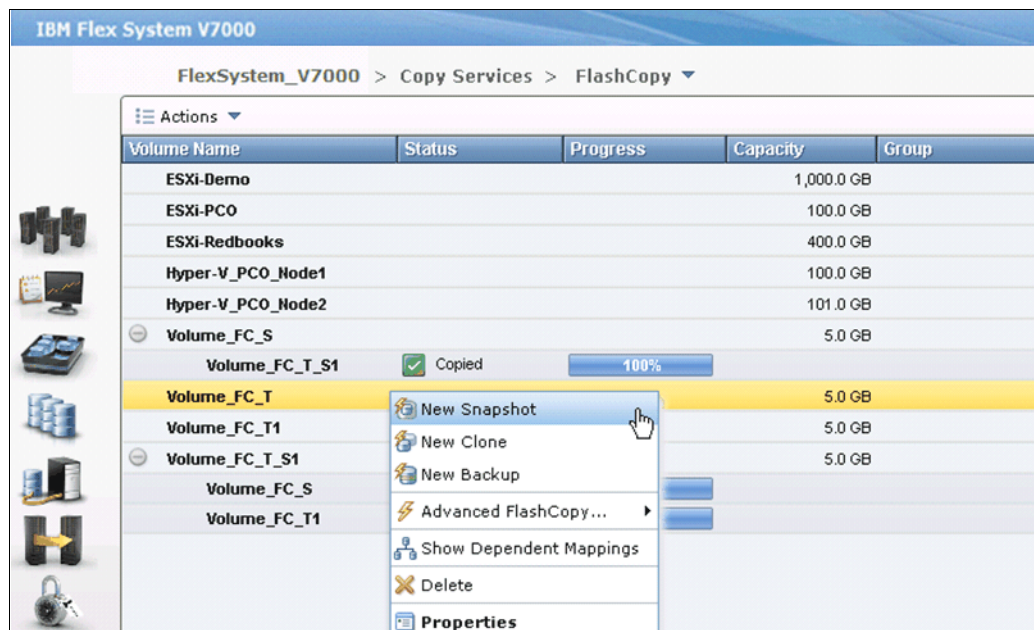 IBM Flex System V7000
FlexSystem_V7000 > Copy Services > FlashCopy
Actions
Volume Name Status Progress Capacity Group
ESXi-Demo 1,000.0 GB
ESXi-PCO 100.0 GB
ESXi-Redbooks 400.0 GB
Hyper-V_PCO_Node1 100.0 GB
Hyper-V_PCO_Node2 101.0 GB
Volume_FC_S 5.0 GB
Volume_FC_T_S1 Copied 100%
Volume_FC_T 5.0 GB
New Snapshot
Volume_FC_T1 5.0 GB
New Clone
Volume_FC_T_S1 5.0 GB
New Backup
Volume_FC_S
Advanced FlashCopy...
Volume_FC_T1
Show Dependent Mappings
Delete
Properties